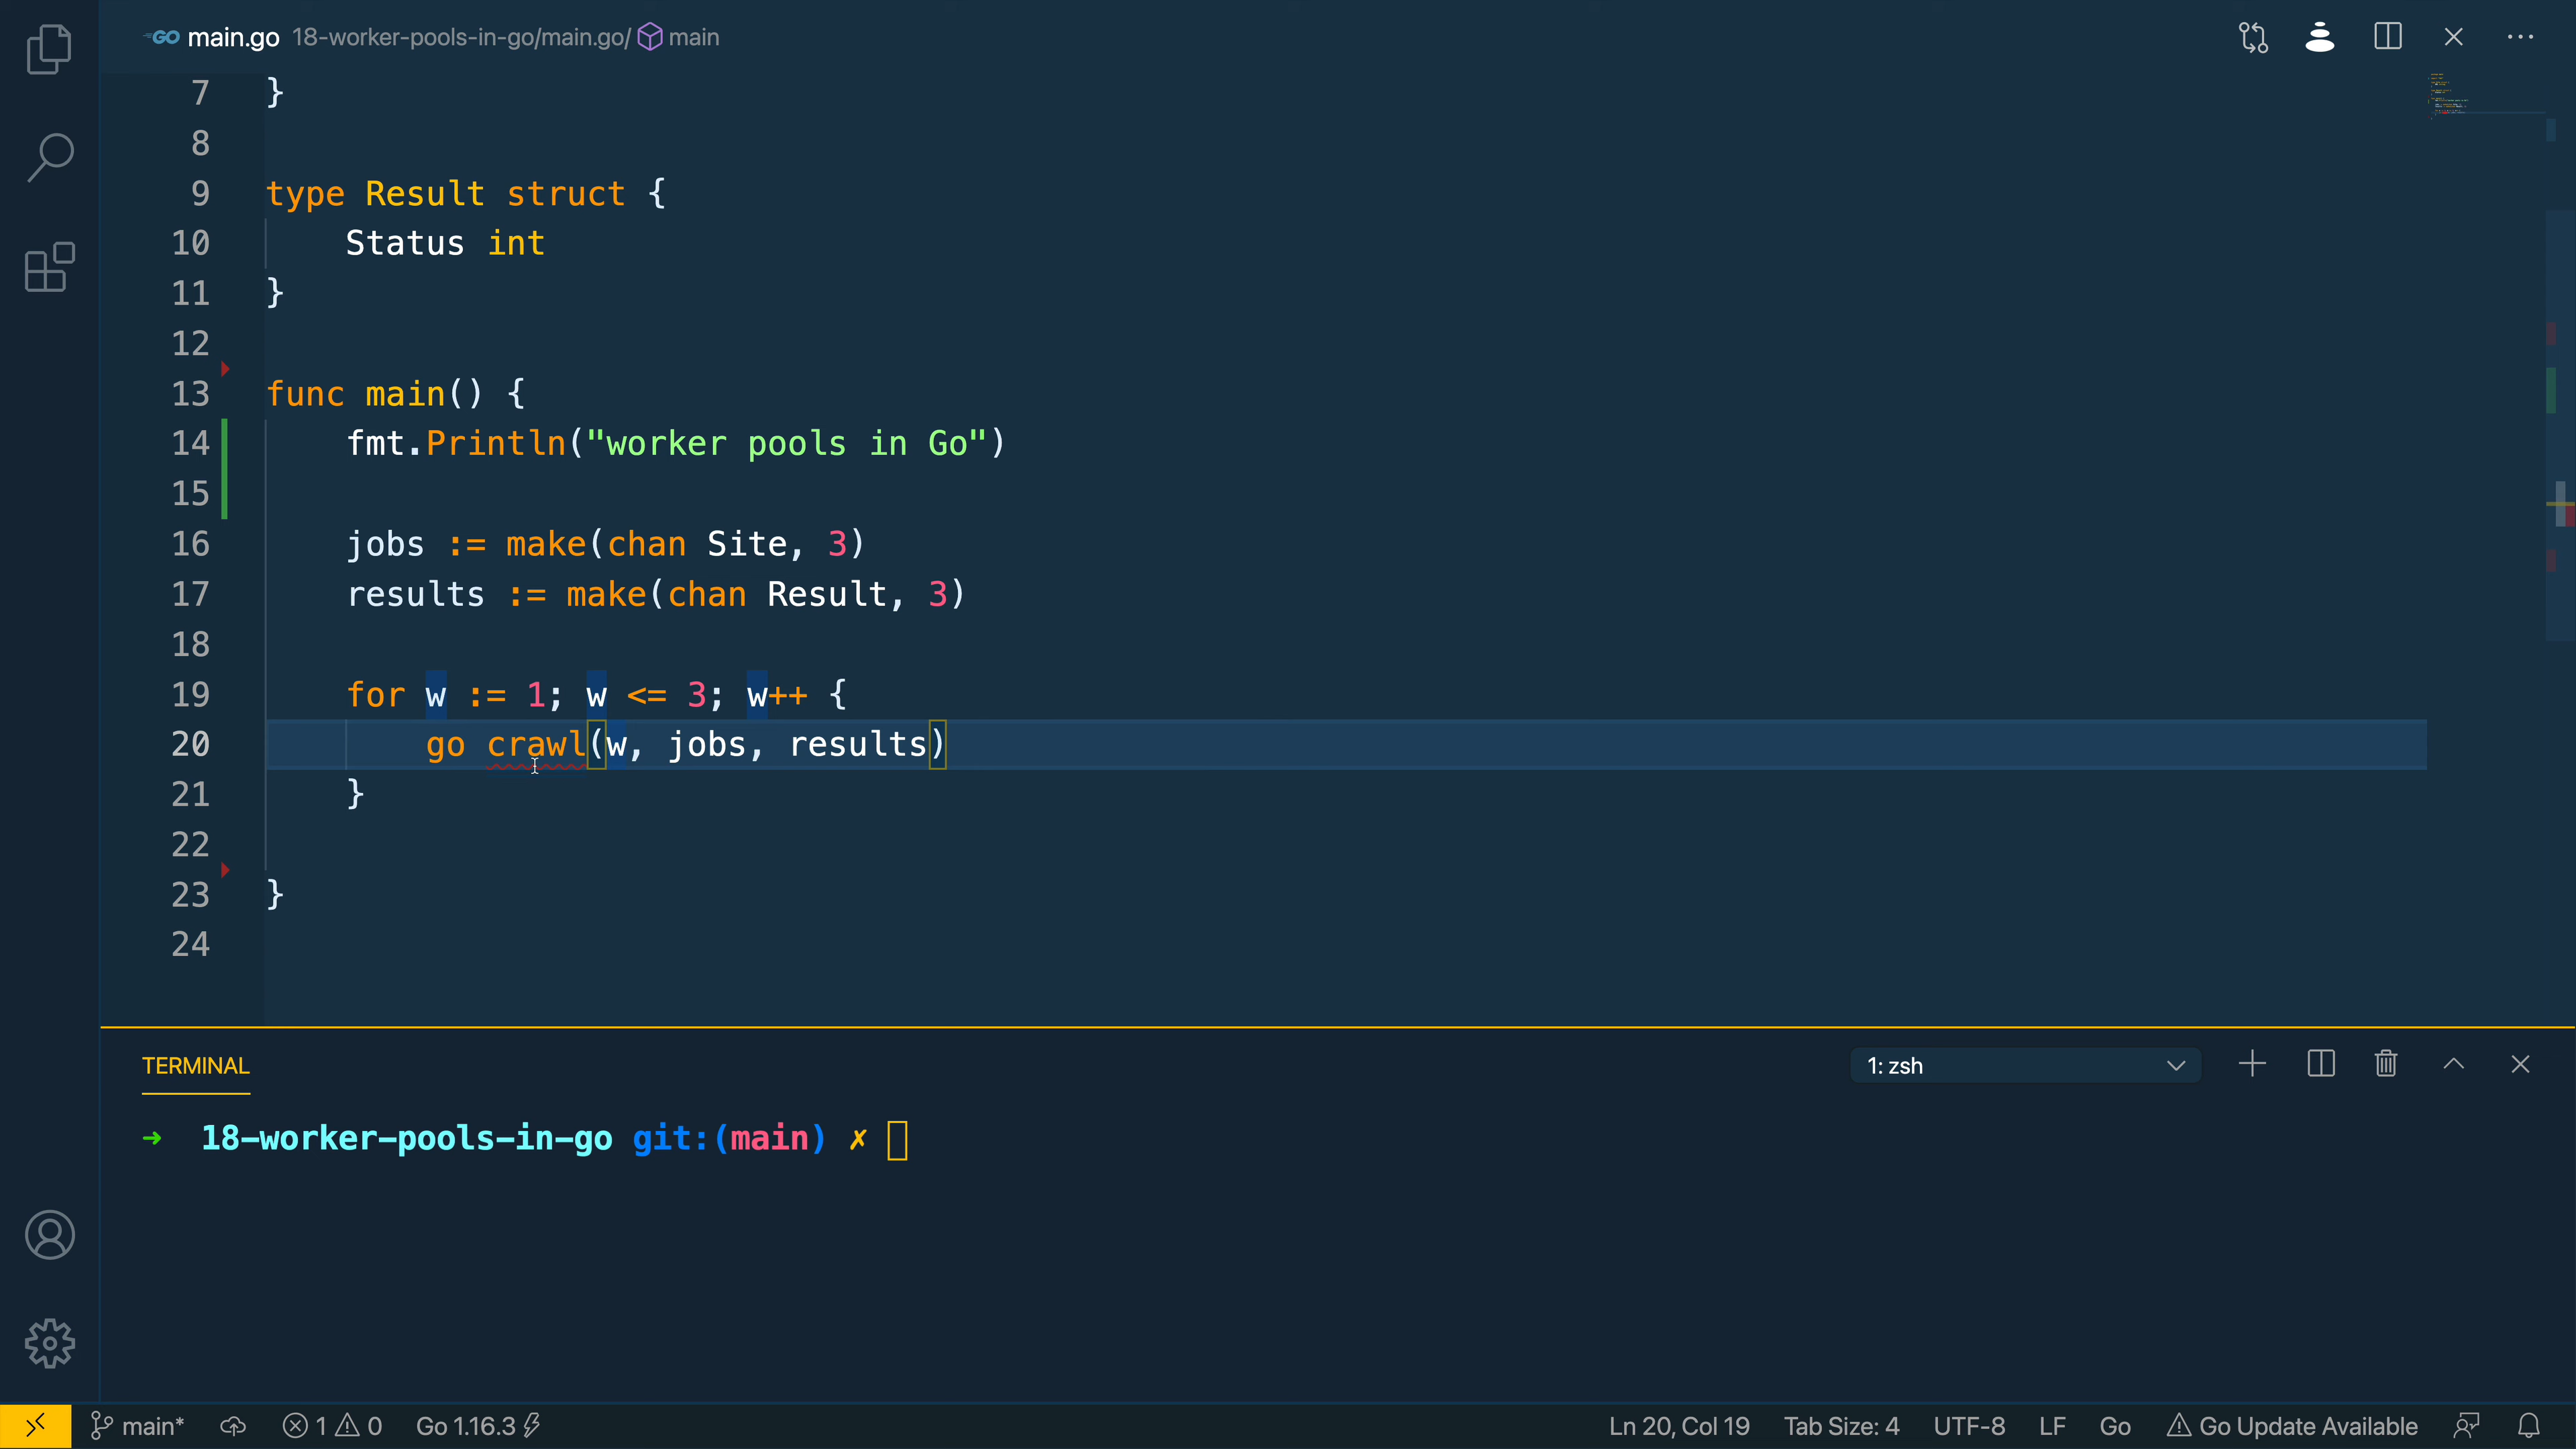 GO main.go 18-worker-pools-in-go/main.go/ main
7 }
8
9 type Result struct {
10 Status int
11 }
12
13 func main() {
14 fmt.Println("worker pools in Go")
15
16 jobs := make(chan Site, 3)
17 results := make(chan Result, 3)
18
19 for w := 1; w <= 3; w++ {
20 go crawl(w, jobs, results)
21 }
22
23 }
24
TERMINAL 1: zsh
➜ 18-worker-pools-in-go git:(main) ✗
main* 1 0 Go 1.16.3 Ln 20, Col 19 Tab Size: 4 UTF-8 LF Go Go Update Available